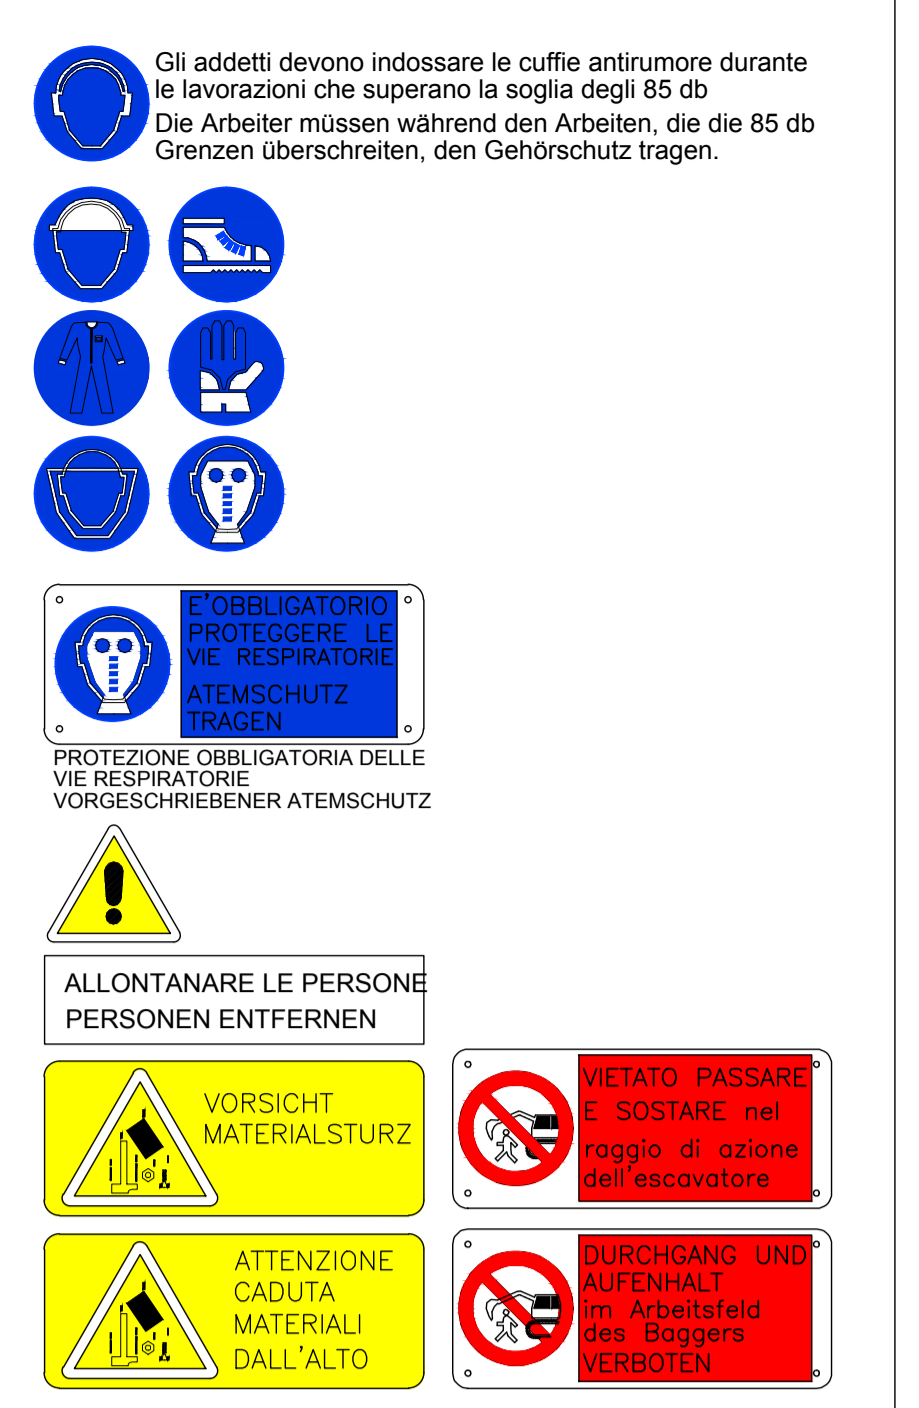 Gli addetti devono indossare le cuffie antirumore durante
le lavorazioni che superano la soglia degli 85 db
Die Arbeiter müssen während den Arbeiten, die die 85 db
Grenzen überschreiten, den Gehörschutz tragen.
E'OBBLIGATORIO
PROTEGGERE LE
VIE RESPIRATORIE
ATEMSCHUTZ
TRAGEN
PROTEZIONE OBBLIGATORIA DELLE
VIE RESPIRATORIE
VORGESCHRIEBENER ATEMSCHUTZ
ALLONTANARE LE PERSONE
PERSONEN ENTFERNEN
VORSICHT
MATERIALSTURZ
VIETATO PASSARE
E SOSTARE nel
raggio di azione
dell'escavatore
ATTENZIONE
CADUTA
MATERIALI
DALL'ALTO
DURCHGANG UND
AUFENHALT
im Arbeitsfeld
des Baggers
VERBOTEN